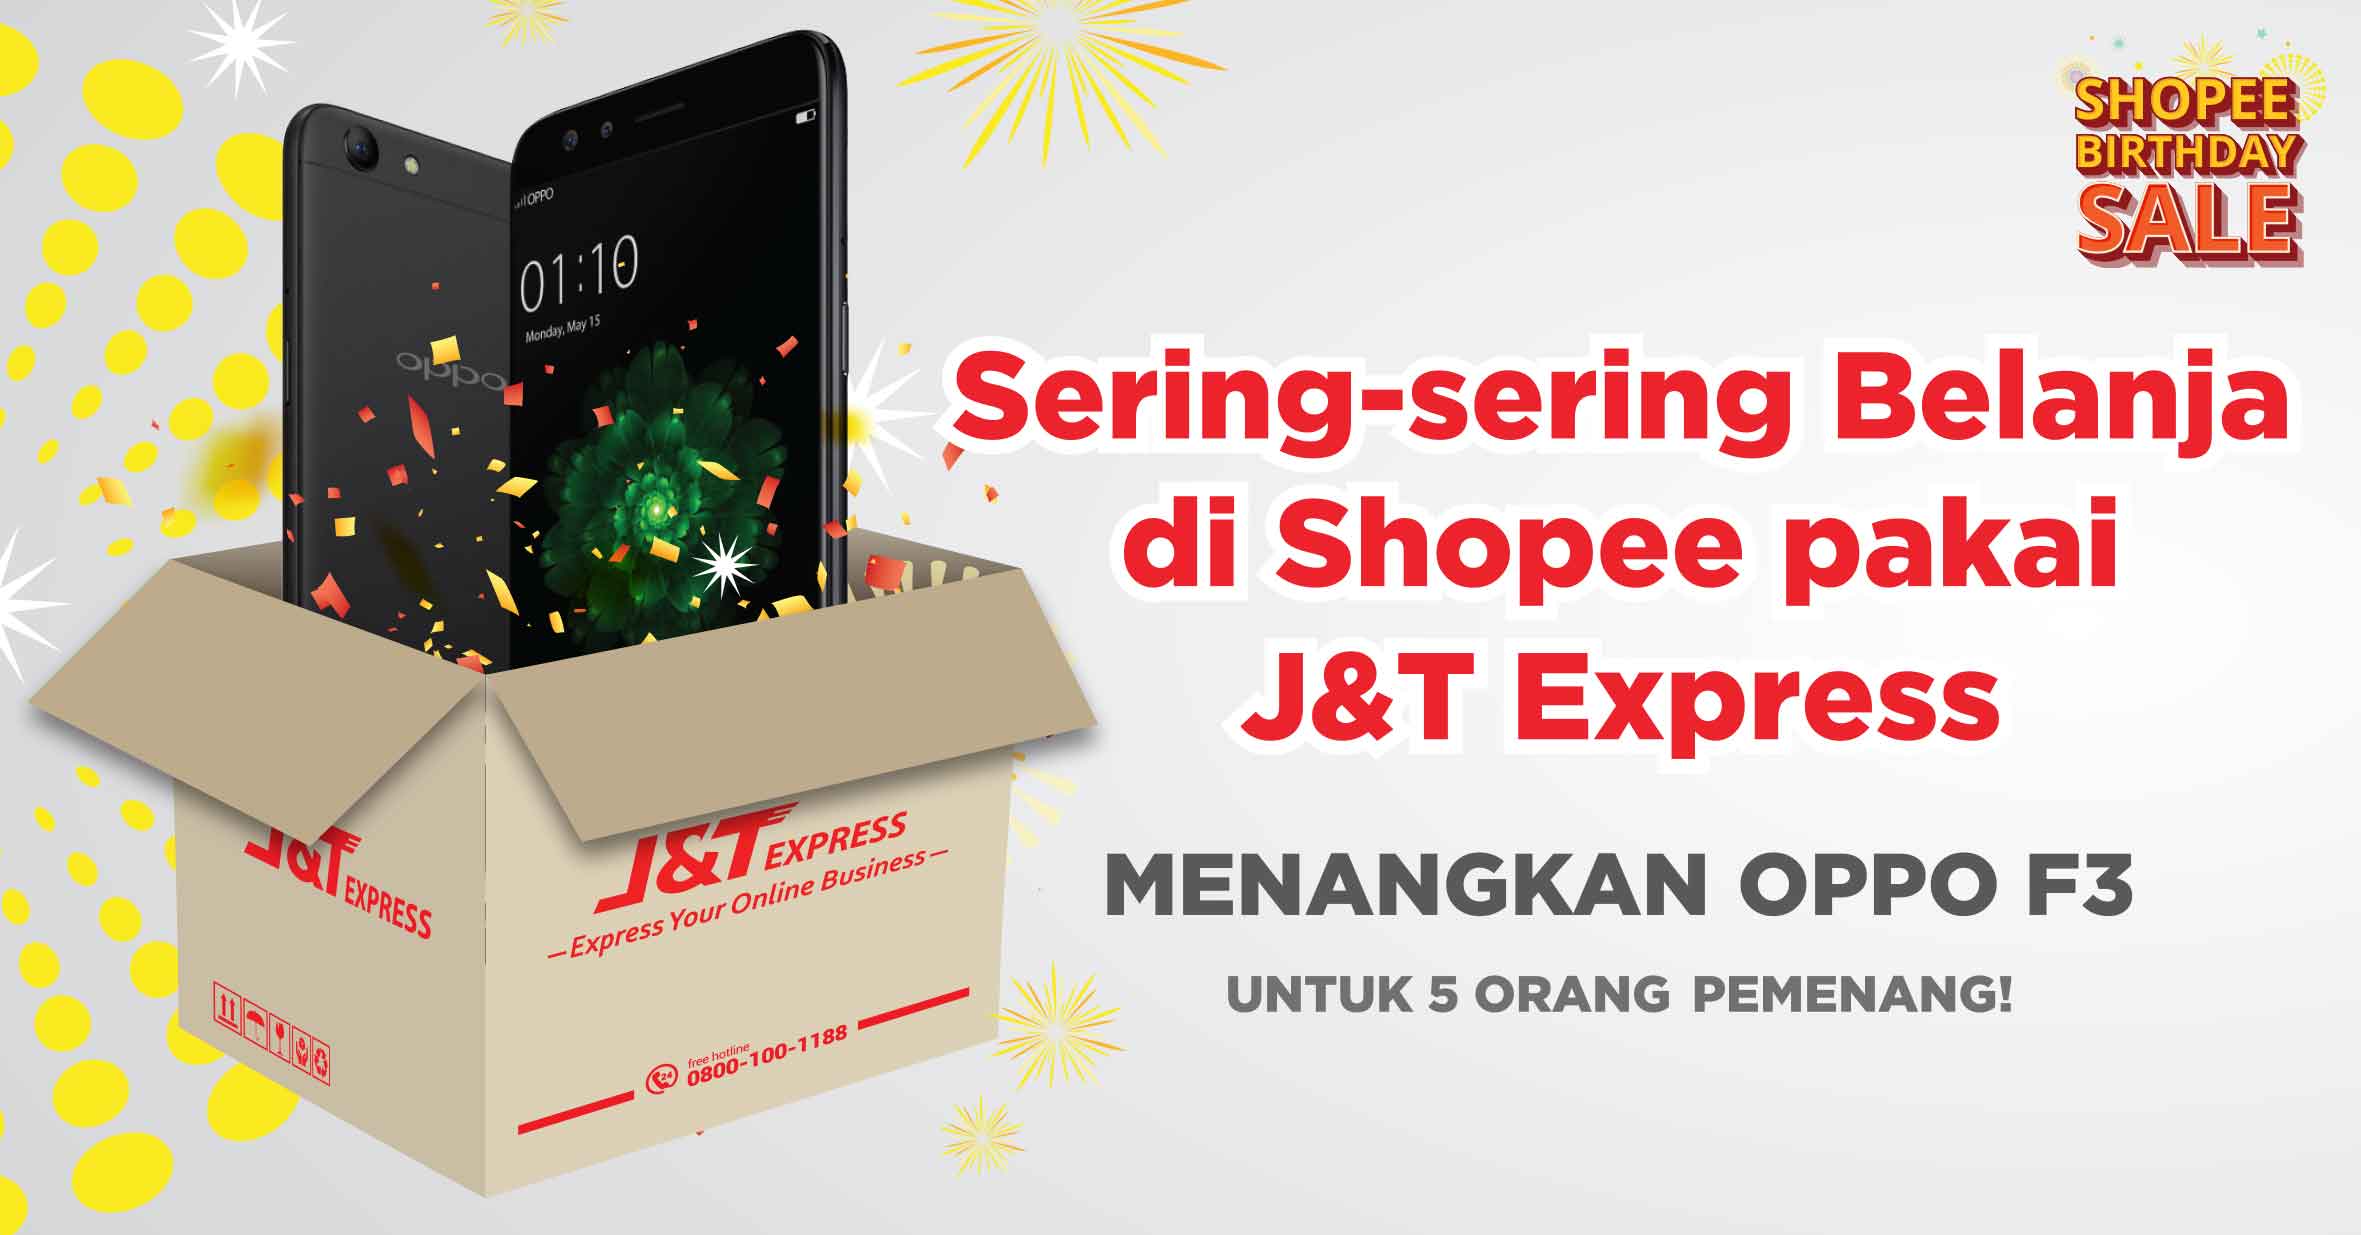 SHOPEE
BIRTHDAY
SALE
OPPO
01:10
Monday, May 15
oppo
Sering-sering Belanja
di Shopee pakai
J&T Express
MENANGKAN OPPO F3
UNTUK 5 ORANG PEMENANG!
J&T EXPRESS
J&T EXPRESS
—Express Your Online Business—
24
free hotline
0800-100-1188